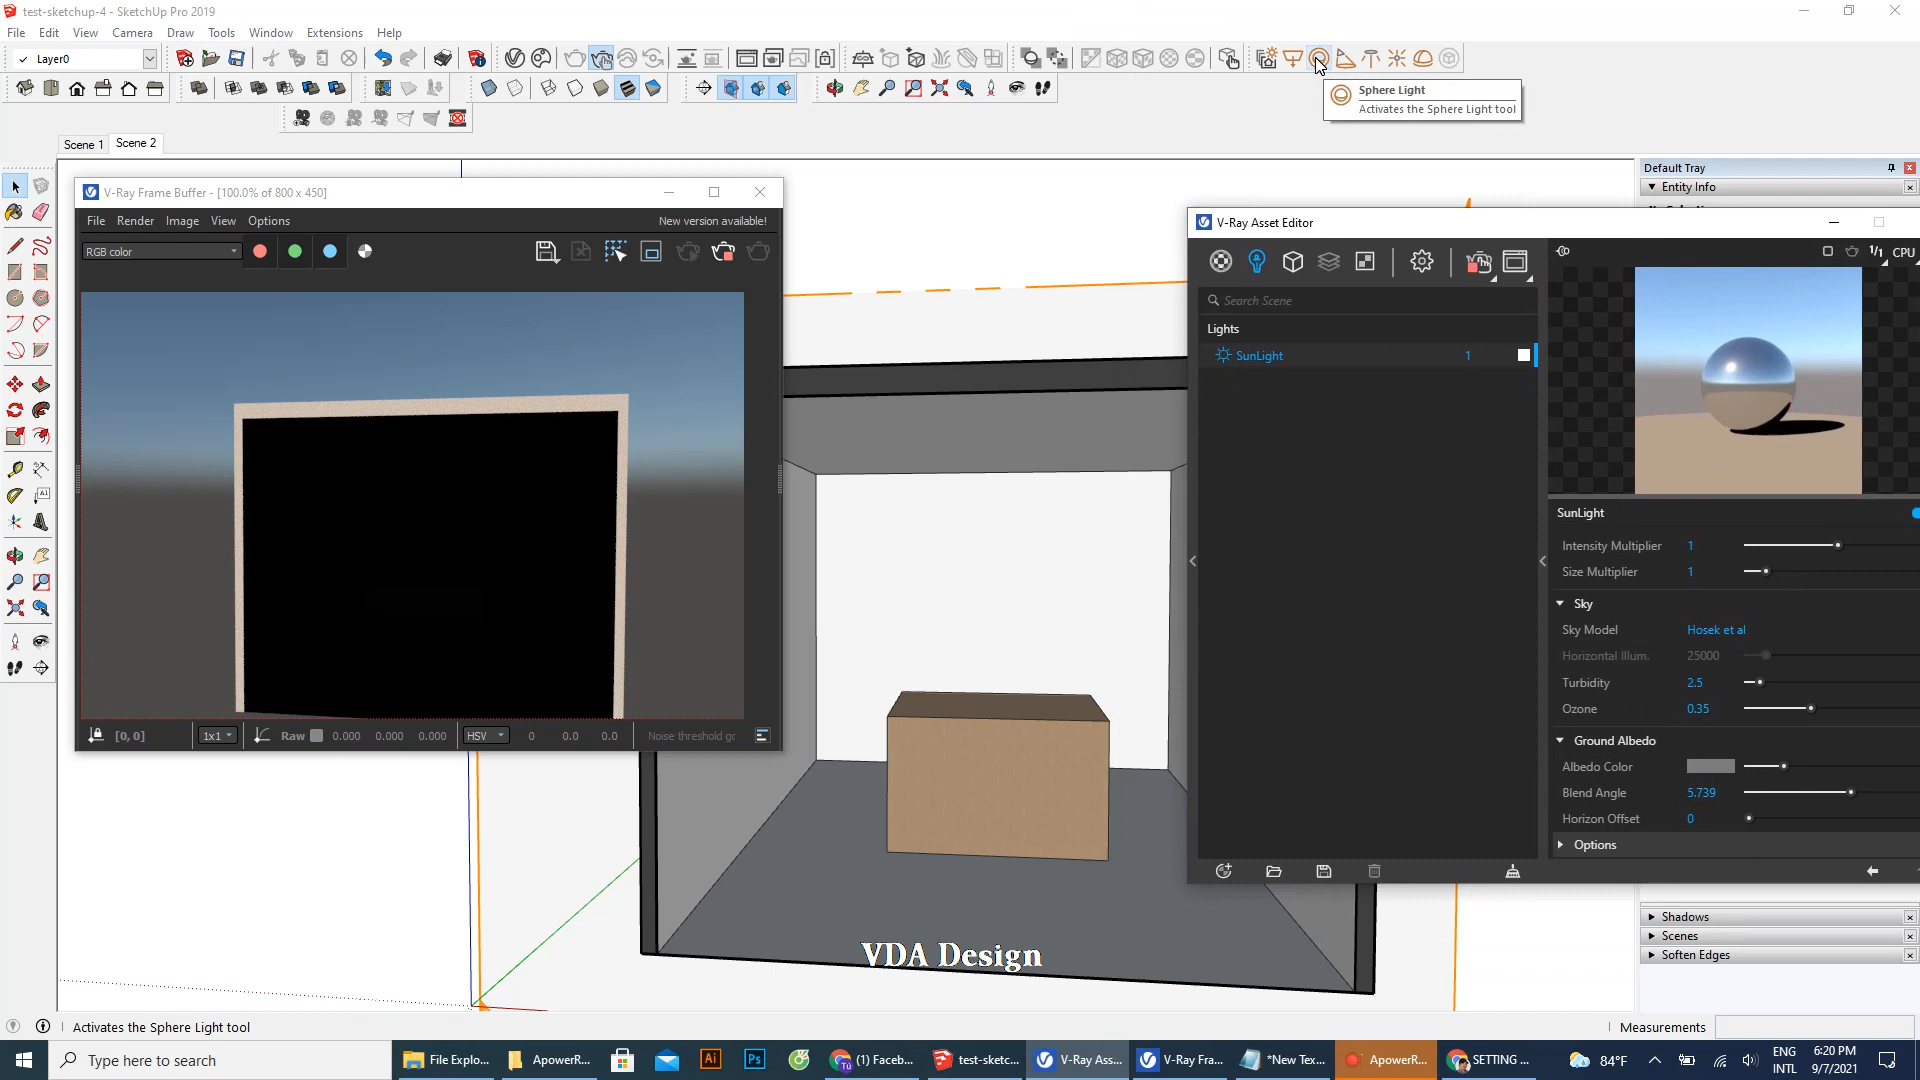 test-sketchup-4 - SketchUp Pro 2019
File Edit View Camera Draw Tools Window Extensions Help
Layer0
Sphere Light
Activates the Sphere Light tool
Scene 1 Scene 2
Default Tray
Entity Info
V-Ray Frame Buffer - [100.0% of 800 x 450]
File Render Image View Options New version available!
RGB color
[0, 0] 1x1 Raw 0.000 0.000 0.000 HSV 0 0.0 0.0 Noise threshold gc
V-Ray Asset Editor
1/1 CPU
Search Scene
Lights
SunLight 1
SunLight
Intensity Multiplier 1
Size Multiplier 1
Sky
Sky Model Hosek et al
Horizontal Illum. 25000
Turbidity 2.5
Ozone 0.35
Ground Albedo
Albedo Color
Blend Angle 5.739
Horizon Offset 0
Options
Shadows
Scenes
Soften Edges
VDA Design
Activates the Sphere Light tool
Measurements
Type here to search
File Explo...
ApowerR...
(1) Faceb...
test-sketc...
V-Ray Ass...
V-Ray Fra...
*New Tex...
ApowerR...
SETTING ...
84°F
ENG
INTL
6:20 PM
9/7/2021